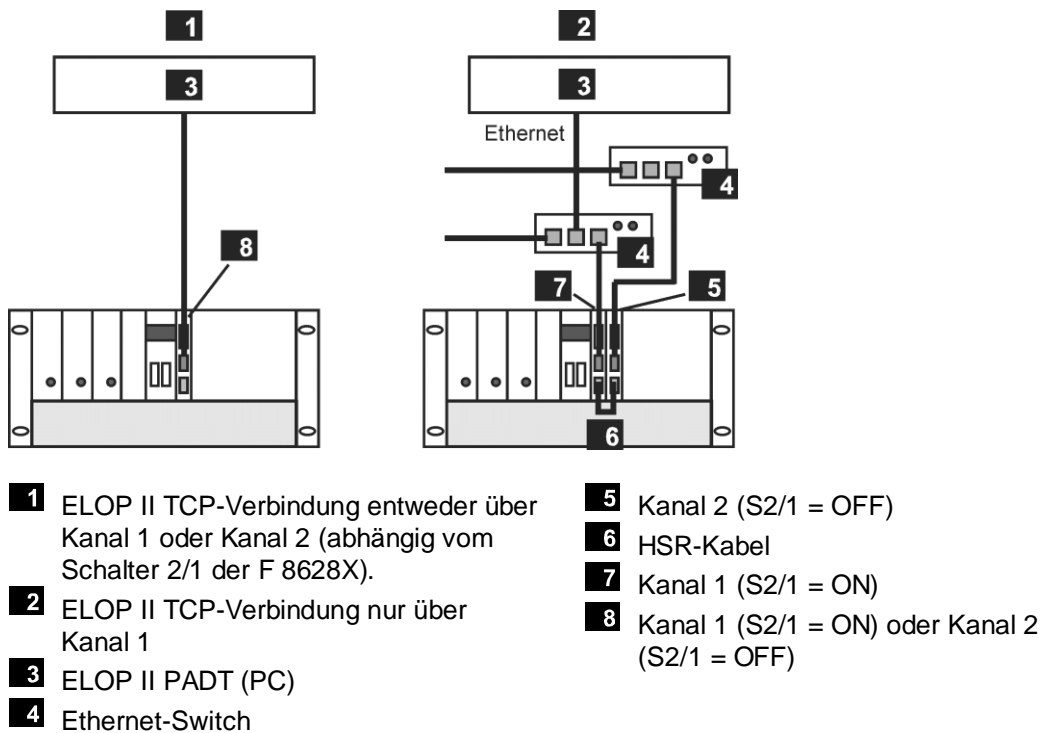 1
2
3
3
Ethernet
4
4
8
7
5
6
1 ELOP II TCP-Verbindung entweder über
Kanal 1 oder Kanal 2 (abhängig vom
Schalter 2/1 der F 8628X).
2 ELOP II TCP-Verbindung nur über
Kanal 1
3 ELOP II PADT (PC)
4 Ethernet-Switch
5 Kanal 2 (S2/1 = OFF)
6 HSR-Kabel
7 Kanal 1 (S2/1 = ON)
8 Kanal 1 (S2/1 = ON) oder Kanal 2
(S2/1 = OFF)